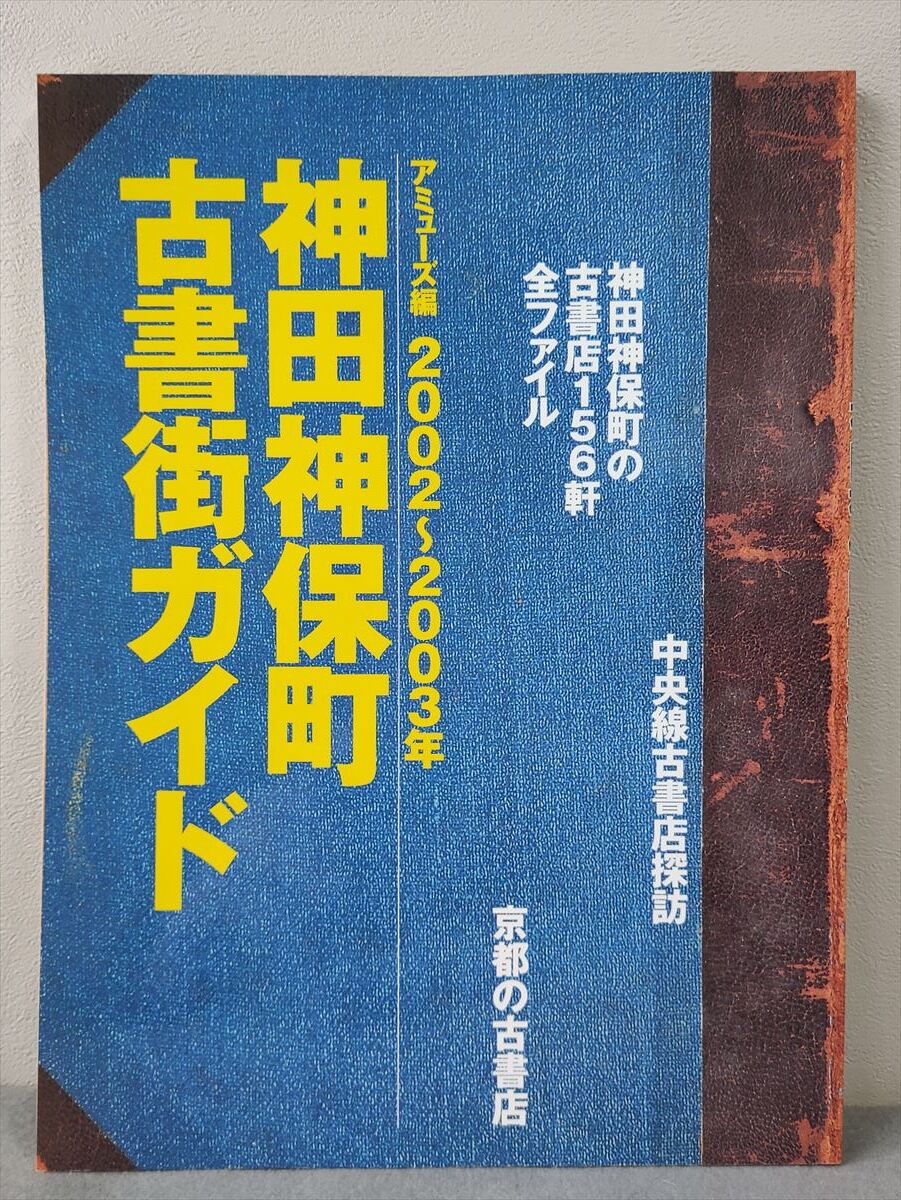 中央線古書店探訪
神田神保町の
古書店156軒
全ファイル
京都の古書店
アミューズ編 2002~2003年
神田神保町
古書街ガイド